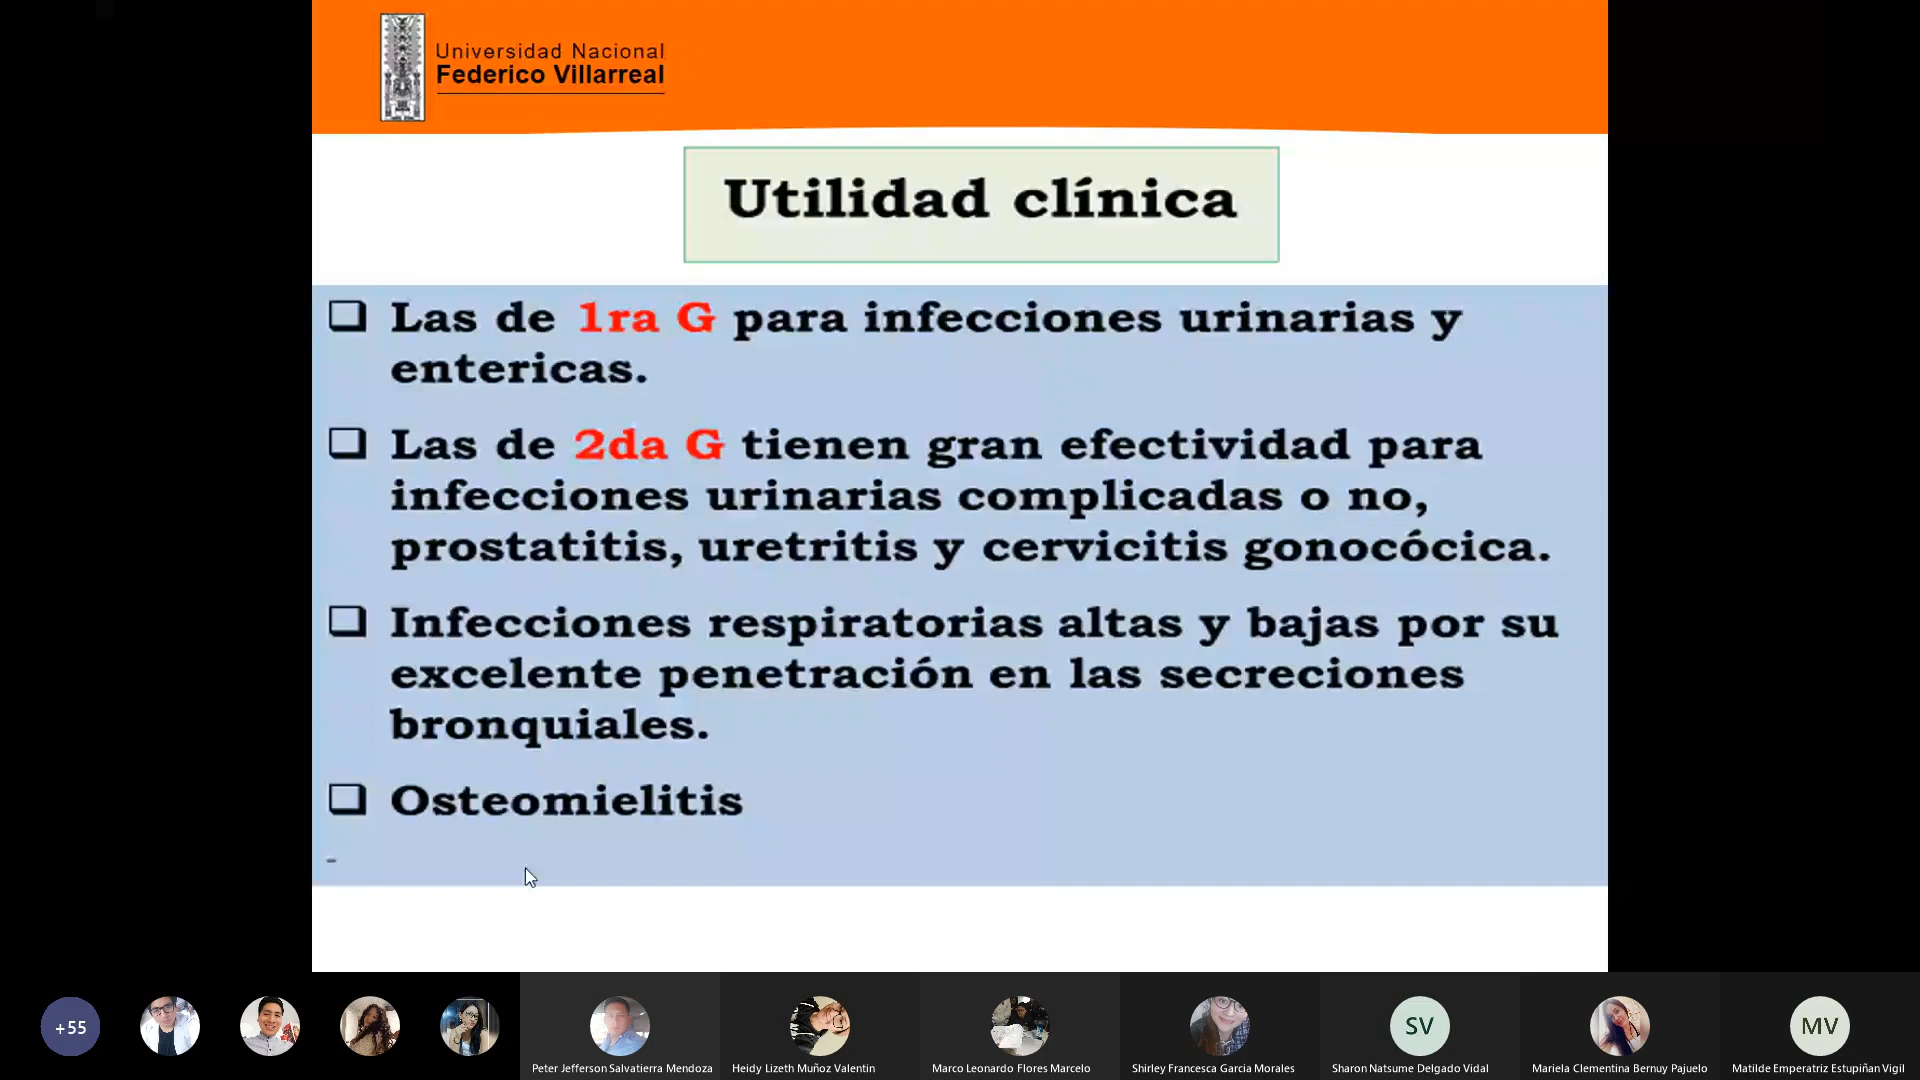 Universidad Nacional
Federico Villarreal
Utilidad clínica
❑ Las de 1ra G para infecciones urinarias y
entericas.
❑ Las de 2da G tienen gran efectividad para
infecciones urinarias complicadas o no,
prostatitis, uretritis y cervicitis gonocócica.
❑ Infecciones respiratorias altas y bajas por su
excelente penetración en las secreciones
bronquiales.
❑ Osteomielitis
-
+55
SV
MV
Peter Jefferson Salvatierra Mendoza
Heidy Lizeth Muñoz Valentin
Marco Leonardo Flores Marcelo
Shirley Francesca Garcia Morales
Sharon Natsume Delgado Vidal
Mariela Clementina Bernuy Pajuelo
Matilde Emperatriz Estupiñan Vigil